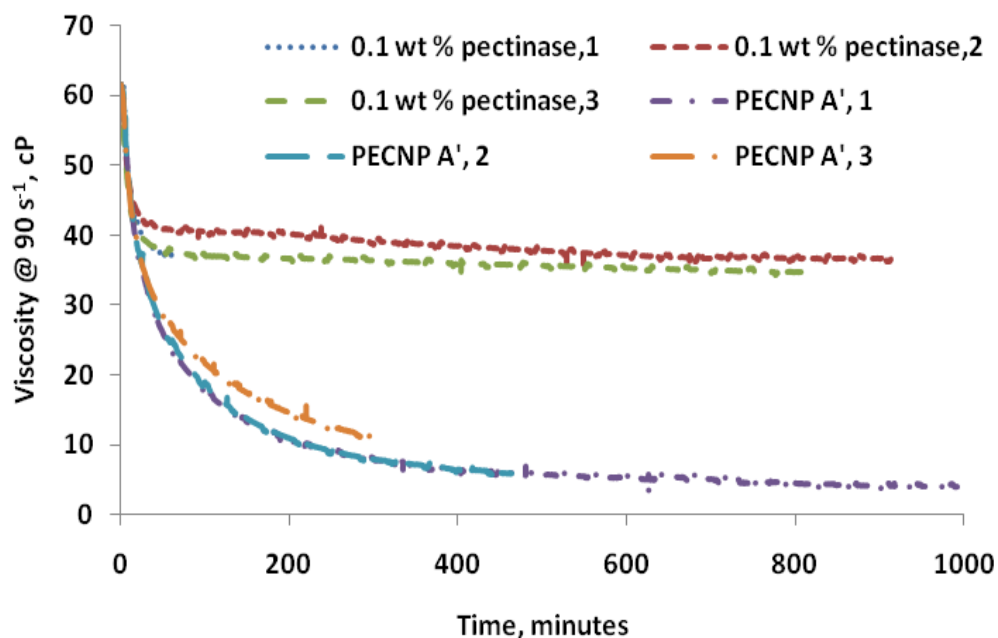 70
60
50
40
30
20
10
0
Viscosity @ 90 s⁻¹, cP
0.1 wt % pectinase,1
0.1 wt % pectinase,2
0.1 wt % pectinase,3
PECNP A', 1
PECNP A', 2
PECNP A', 3
0 200 400 600 800 1000
Time, minutes